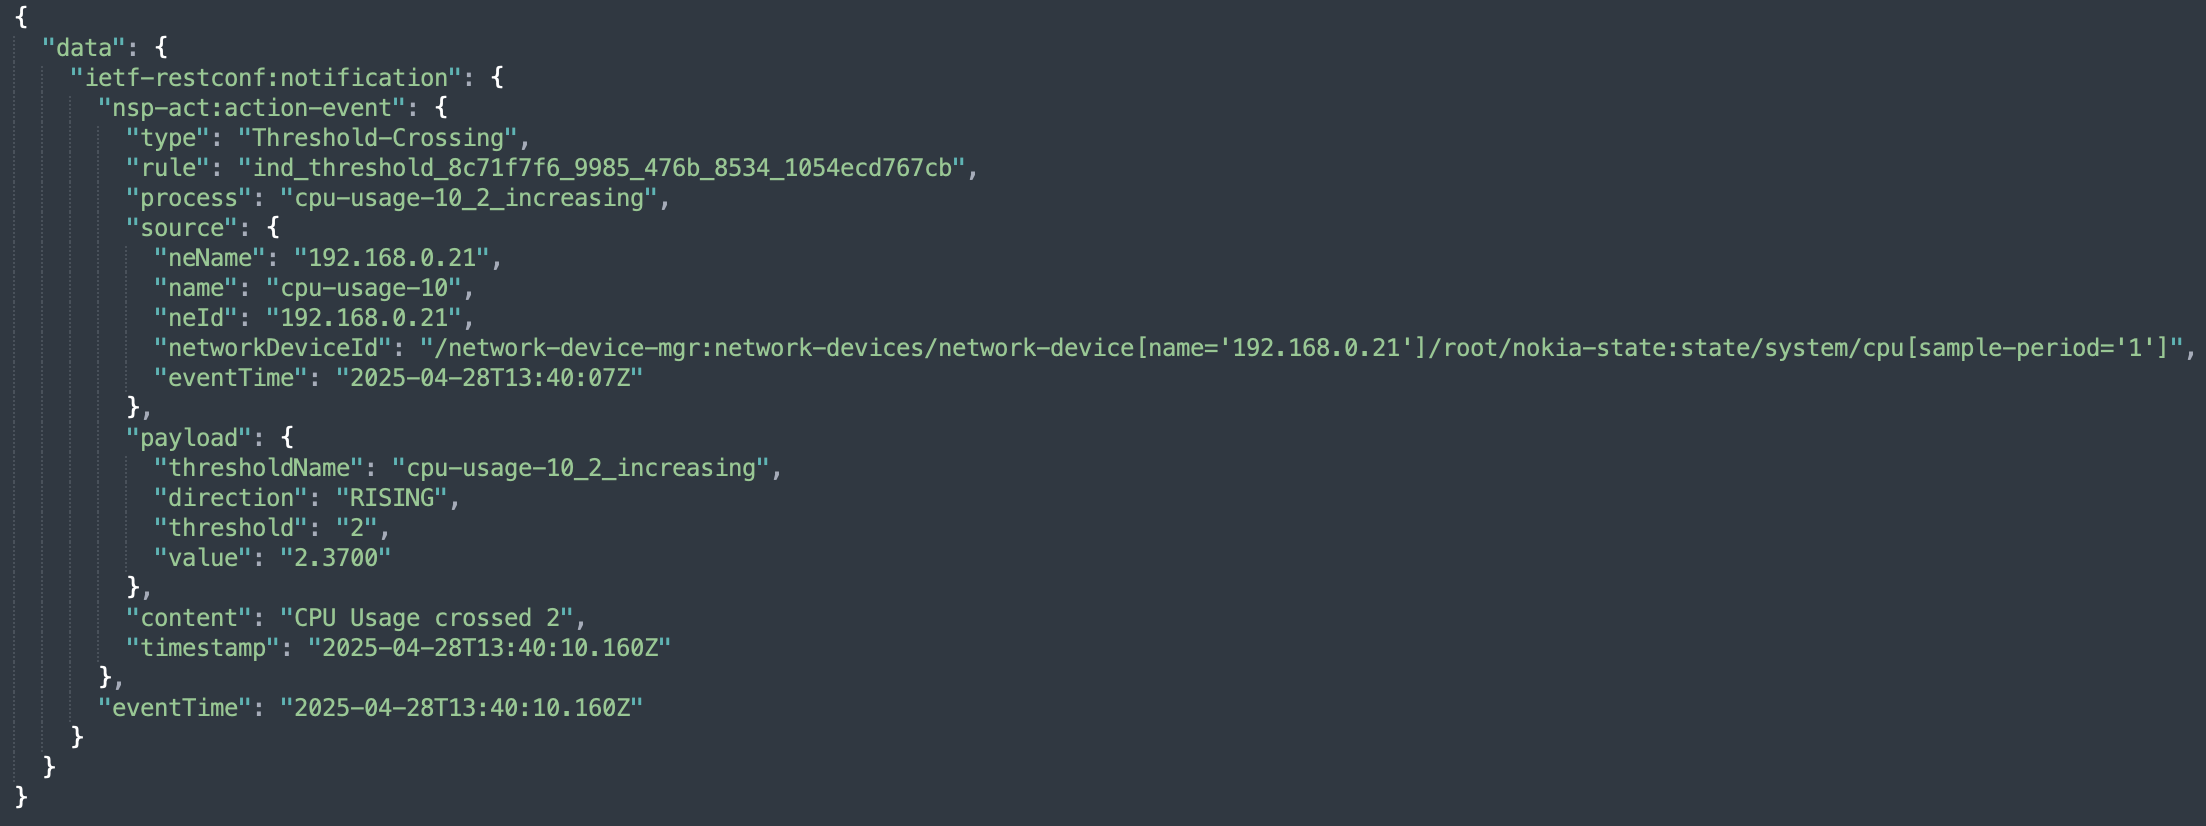 {
  "data": {
    "ietf-restconf:notification": {
      "nsp-act:action-event": {
        "type": "Threshold-Crossing",
        "rule": "ind_threshold_8c71f7f6_9985_476b_8534_1054ecd767cb",
        "process": "cpu-usage-10_2_increasing",
        "source": {
          "neName": "192.168.0.21",
          "name": "cpu-usage-10",
          "neId": "192.168.0.21",
          "networkDeviceId": "/network-device-mgr:network-devices/network-device[name='192.168.0.21']/root/nokia-state:state/system/cpu[sample-period='1']",
          "eventTime": "2025-04-28T13:40:07Z"
        },
        "payload": {
          "thresholdName": "cpu-usage-10_2_increasing",
          "direction": "RISING",
          "threshold": "2",
          "value": "2.3700"
        },
        "content": "CPU Usage crossed 2",
        "timestamp": "2025-04-28T13:40:10.160Z"
      },
      "eventTime": "2025-04-28T13:40:10.160Z"
    }
  }
}